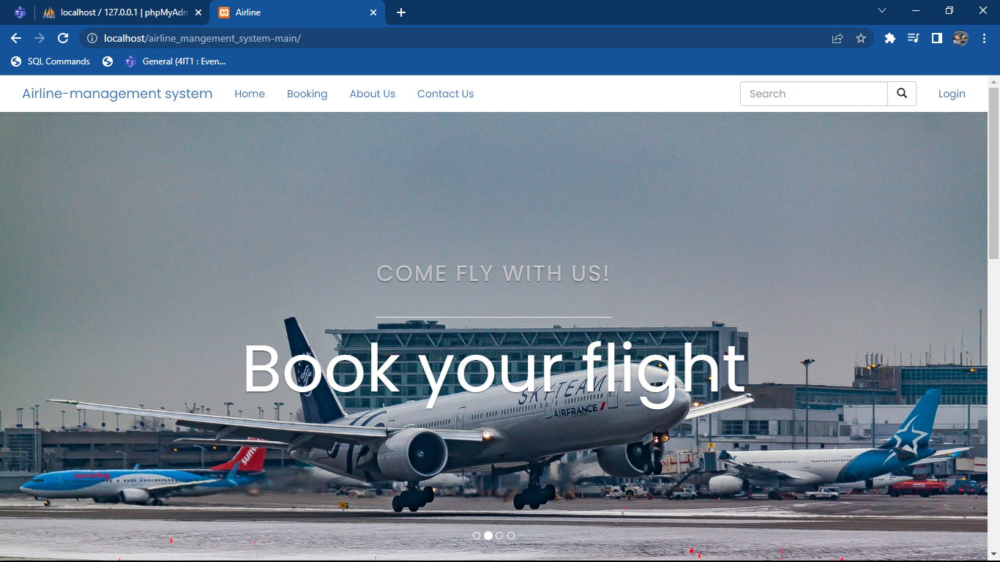 localhost / 127.0.0.1 | phpMyAdm
Airline
localhost/airline_mangement_system-main/
SQL Commands
General (4IT1 : Even...
Airline-management system
Home
Booking
About Us
Contact Us
Search
Login
COME FLY WITH US!
Book your flight
SKYTEAM
AIRFRANCE